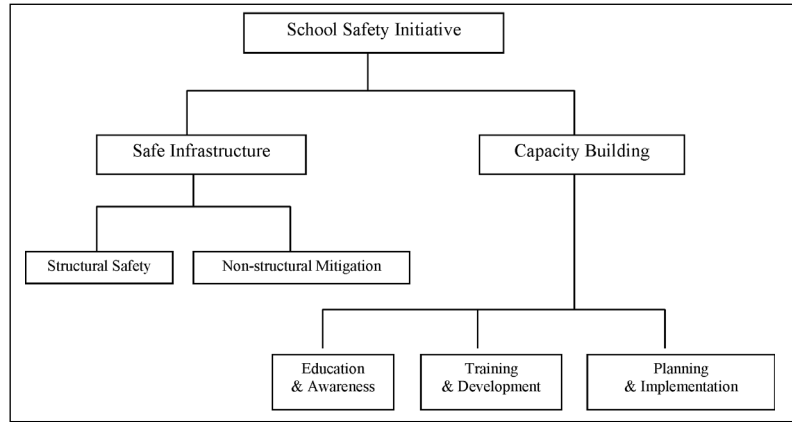 School Safety Initiative
Safe Infrastructure
Capacity Building
Structural Safety
Non-structural Mitigation
Education
& Awareness
Training
& Development
Planning
& Implementation